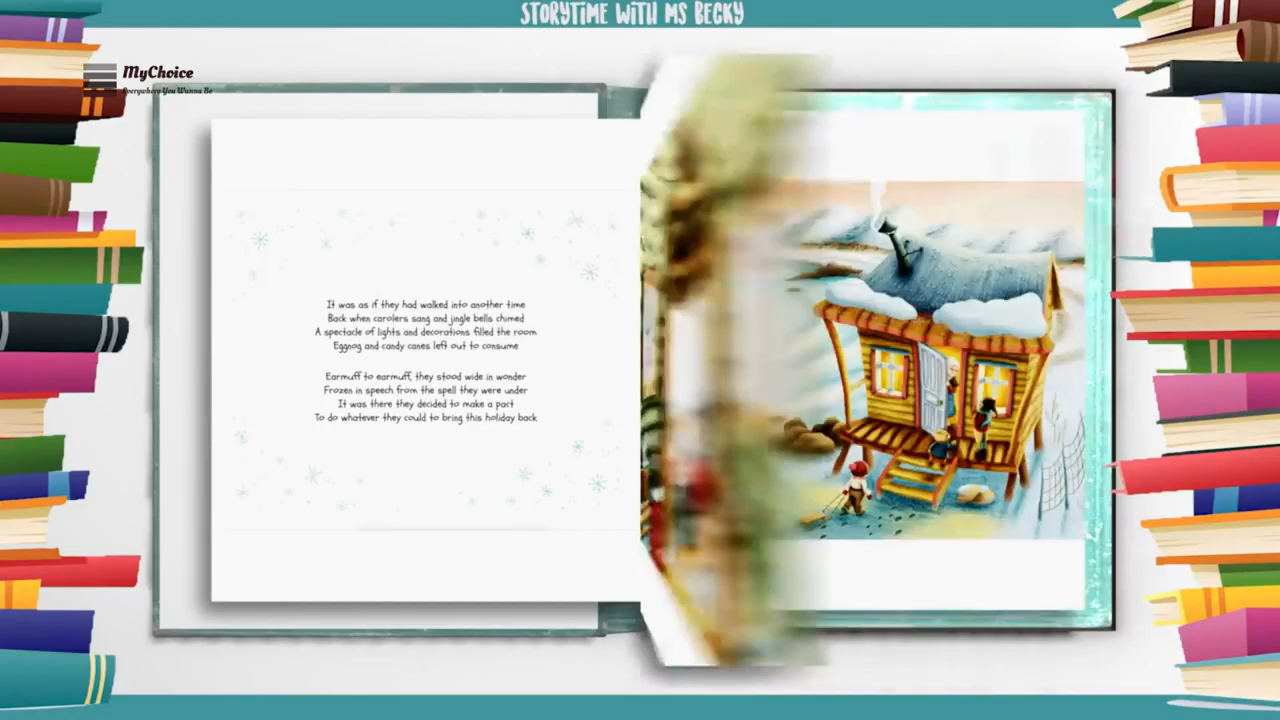 STORYTIME WITH MS BECKY
MyChoice
Everywhere You Wanna Be
It was as if they had walked into another time
Back when carolers sang and jingle bells chimed
A spectacle of lights and decorations filled the room
Eggnog and candy canes left out to consume
Earmuff to earmuff, they stood wide in wonder
Frozen in speech from the spell they were under
It was there they decided to make a pact
To do whatever they could to bring this holiday back